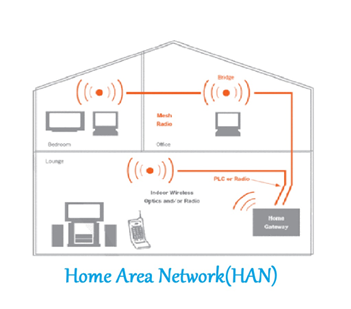 Bridge
Mesh
Radio
Bedroom
Office
Lounge
PLC or Radio
Indoor Wireless
Optics and/or Radio
Home
Gateway
Home Area Network(HAN)